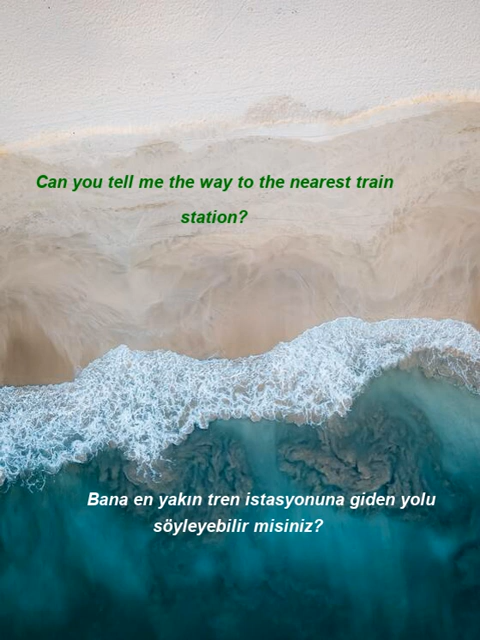 Can you tell me the way to the nearest train
station?
Bana en yakın tren istasyonuna giden yolu
söyleyebilir misiniz?